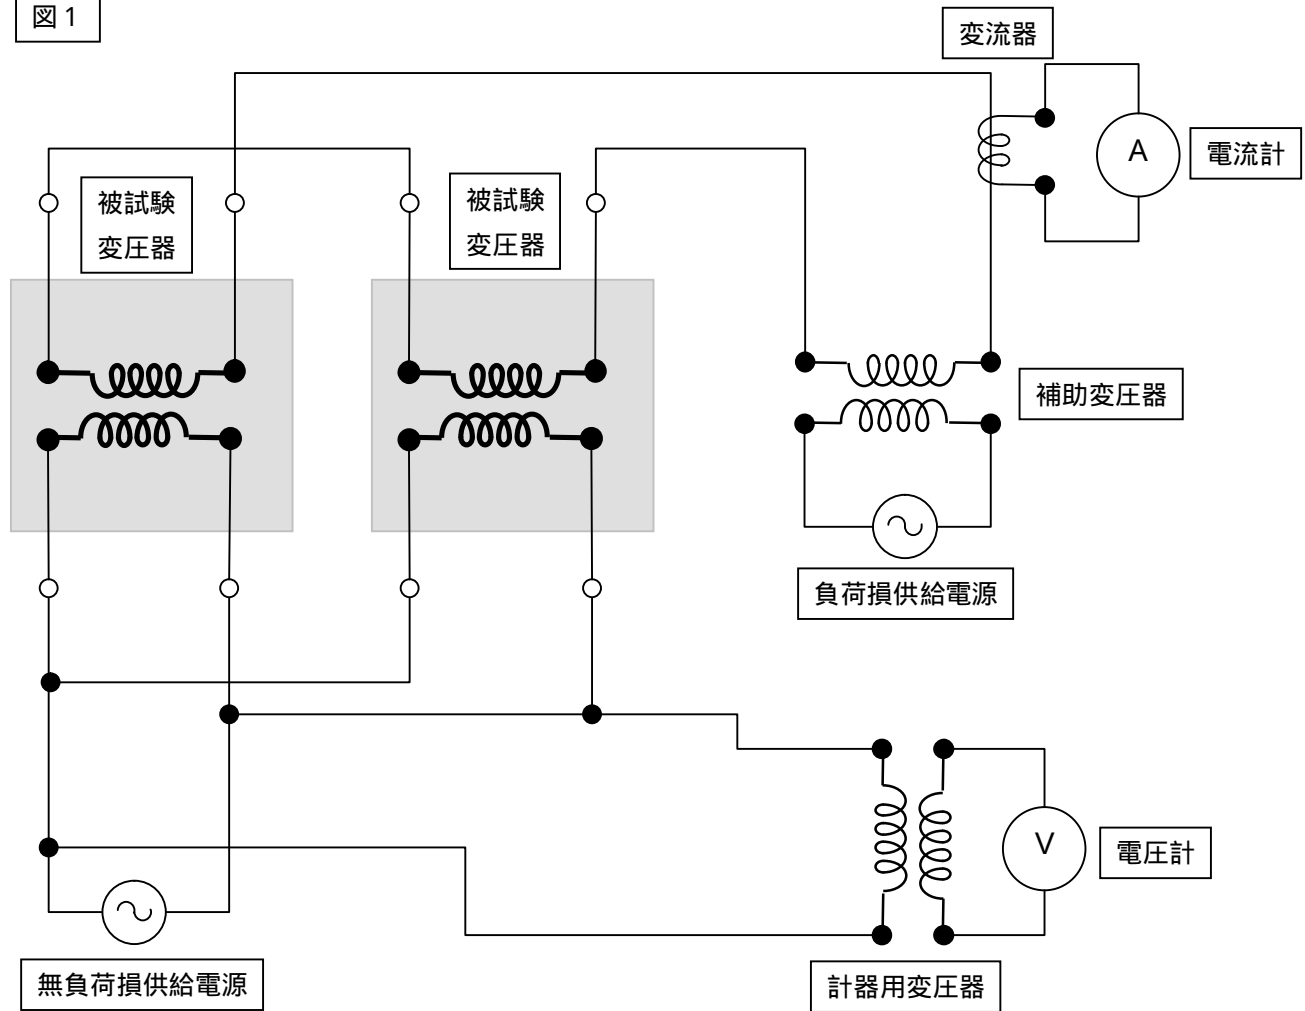 図1
変流器
A
電流計
被試験
変圧器
被試験
変圧器
補助変圧器
負荷損供給電源
V
電圧計
無負荷損供給電源
計器用変圧器